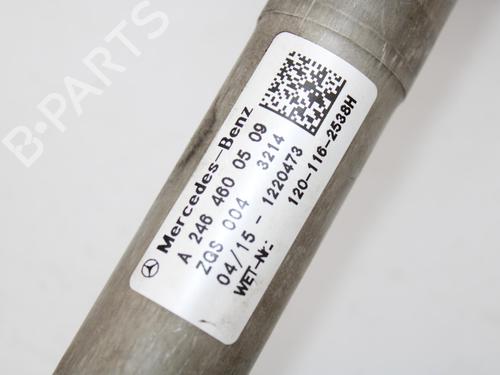 B-PARTS
Mercedes-Benz
A 246 460 05 09
ZGS 004 3214
04/15 - 1220473
WET-Nr.: 120-116-2538H